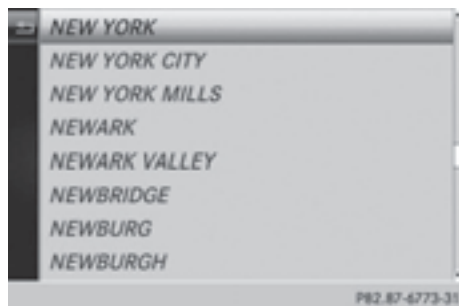 NEW YORK
NEW YORK CITY
NEW YORK MILLS
NEWARK
NEWARK VALLEY
NEWBRIDGE
NEWBURG
NEWBURGH
P82.87-6773-31